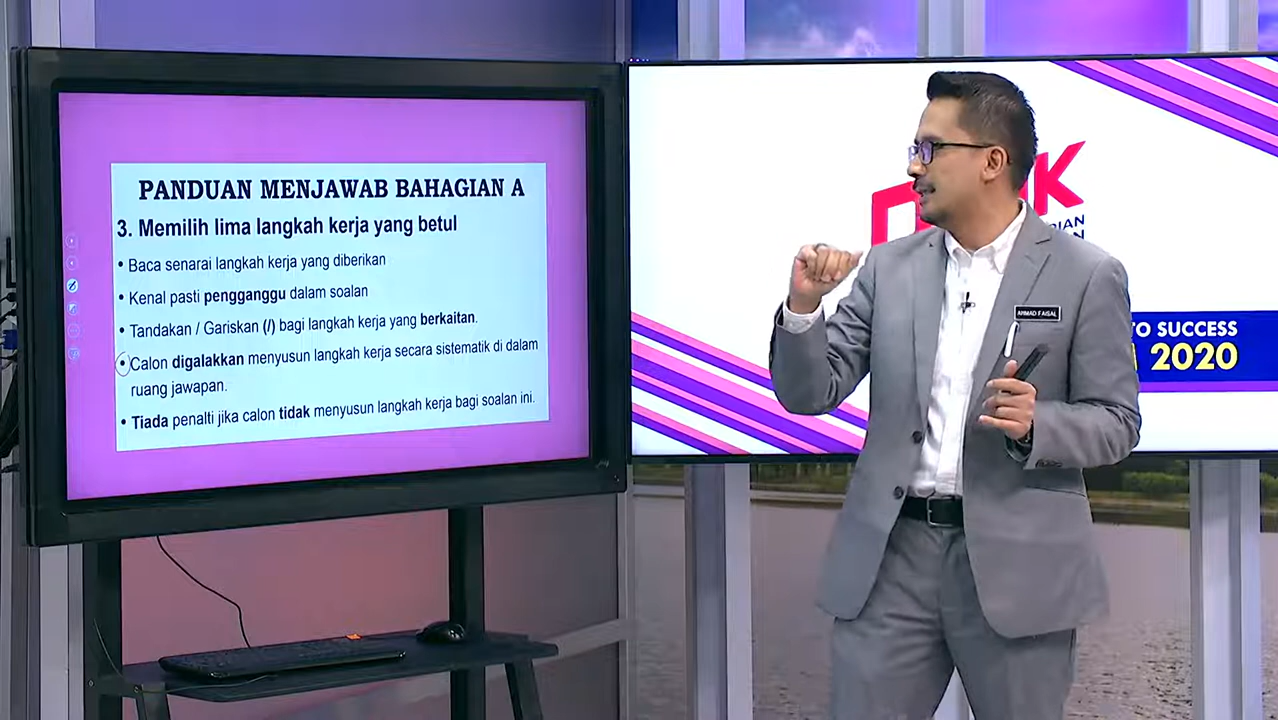 PANDUAN MENJAWAB BAHAGIAN A
3. Memilih lima langkah kerja yang betul
• Baca senarai langkah kerja yang diberikan
• Kenal pasti pengganggu dalam soalan
• Tandakan / Gariskan (/) bagi langkah kerja yang berkaitan.
• Calon digalakkan menyusun langkah kerja secara sistematik di dalam
ruang jawapan.
• Tiada penalti jika calon tidak menyusun langkah kerja bagi soalan ini.
AHMAD FAISAL
TO SUCCESS
2020